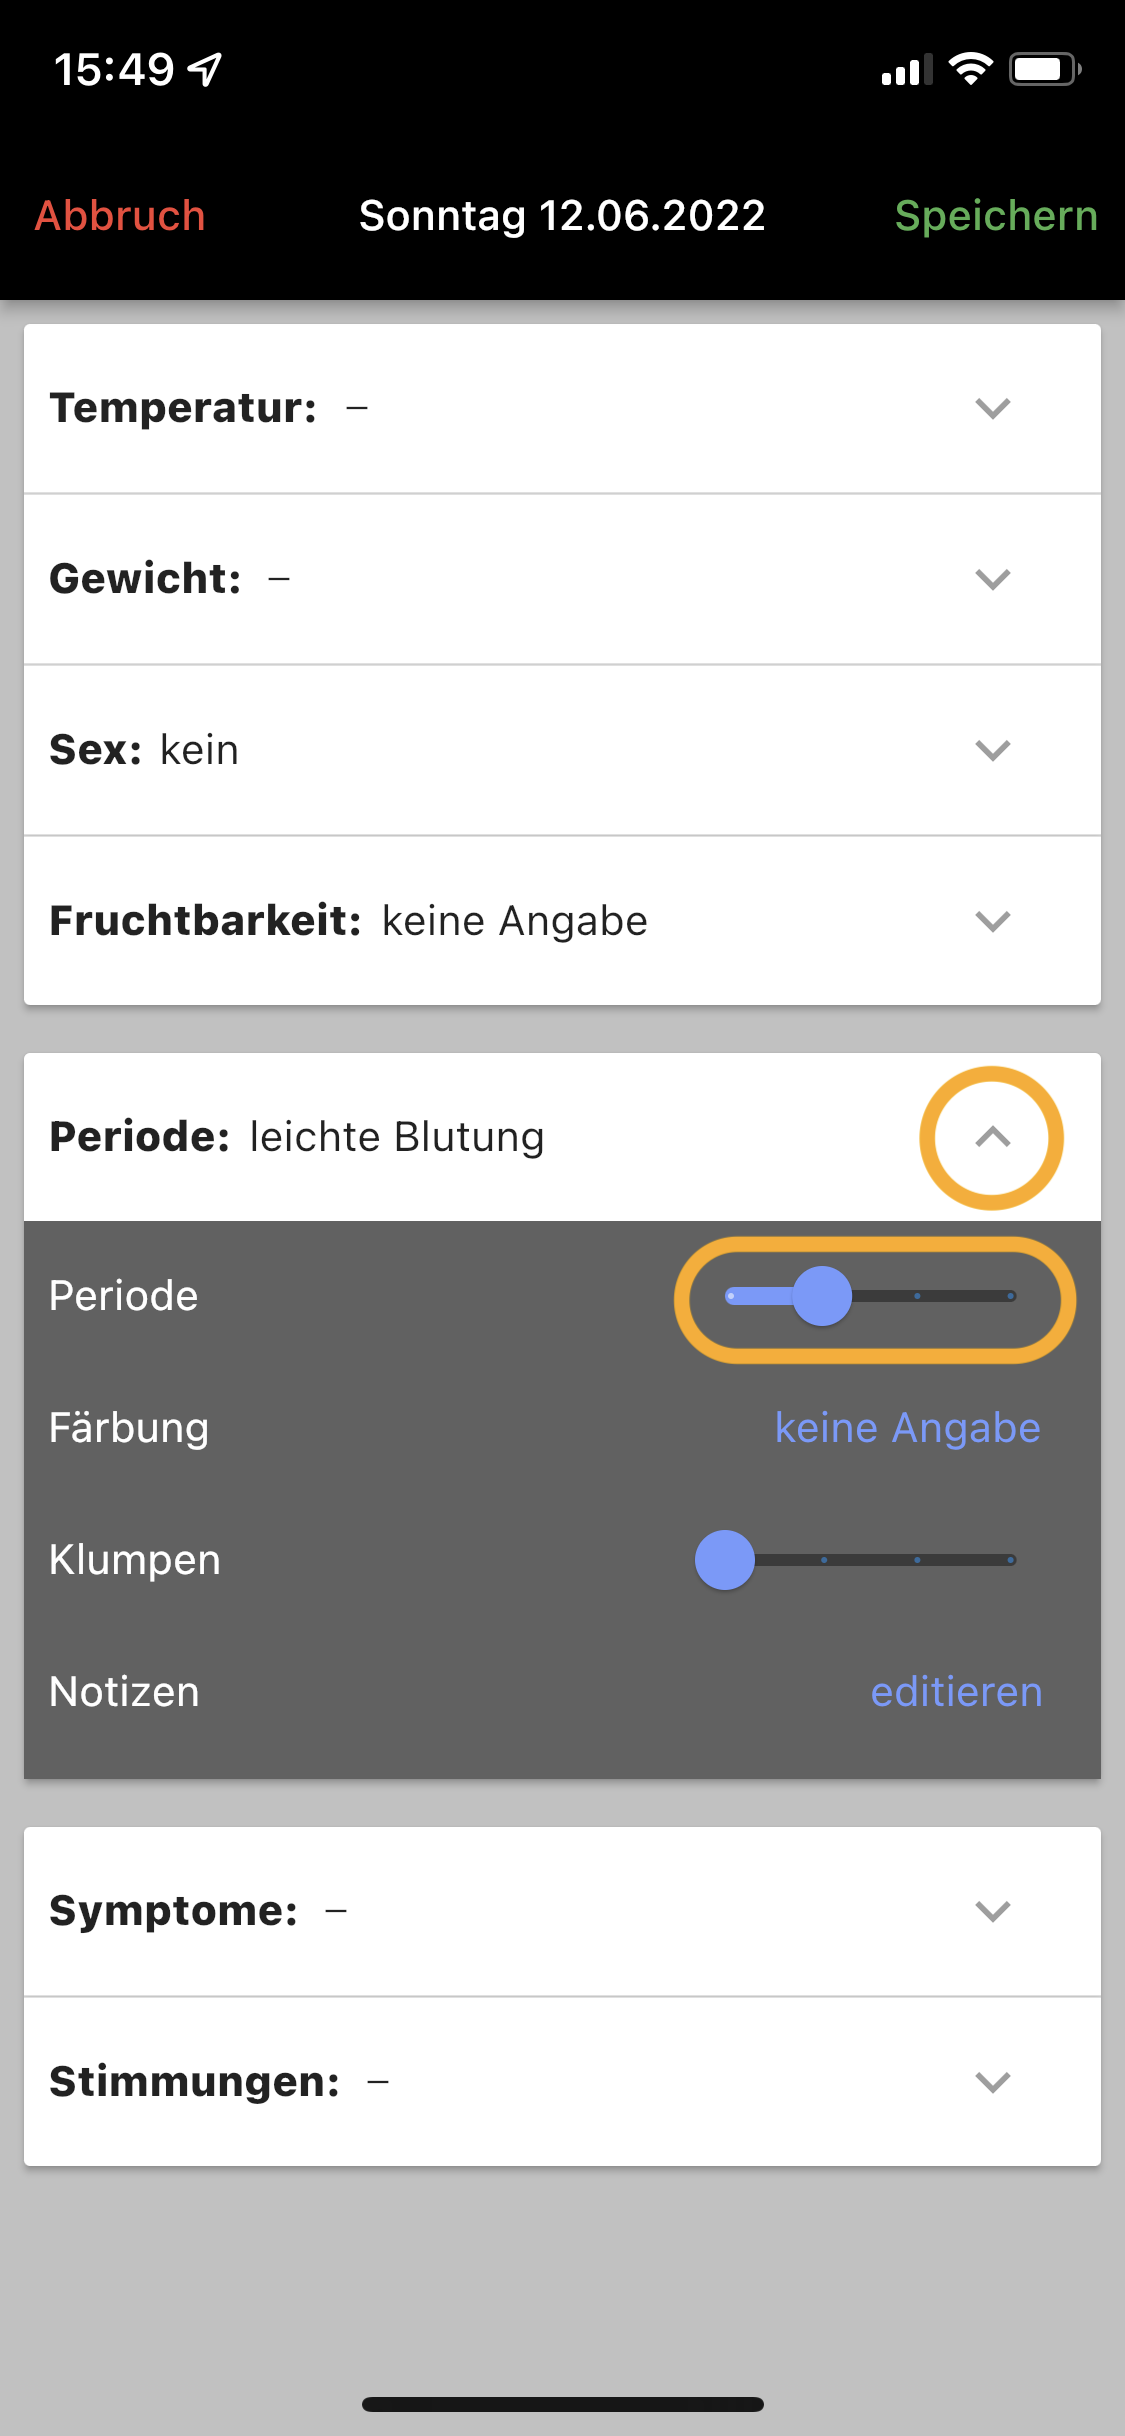 15:49
Abbruch Sonntag 12.06.2022 Speichern
Temperatur: –
Gewicht: –
Sex: kein
Fruchtbarkeit: keine Angabe
Periode: leichte Blutung
Periode
Färbung keine Angabe
Klumpen
Notizen editieren
Symptome: –
Stimmungen: –